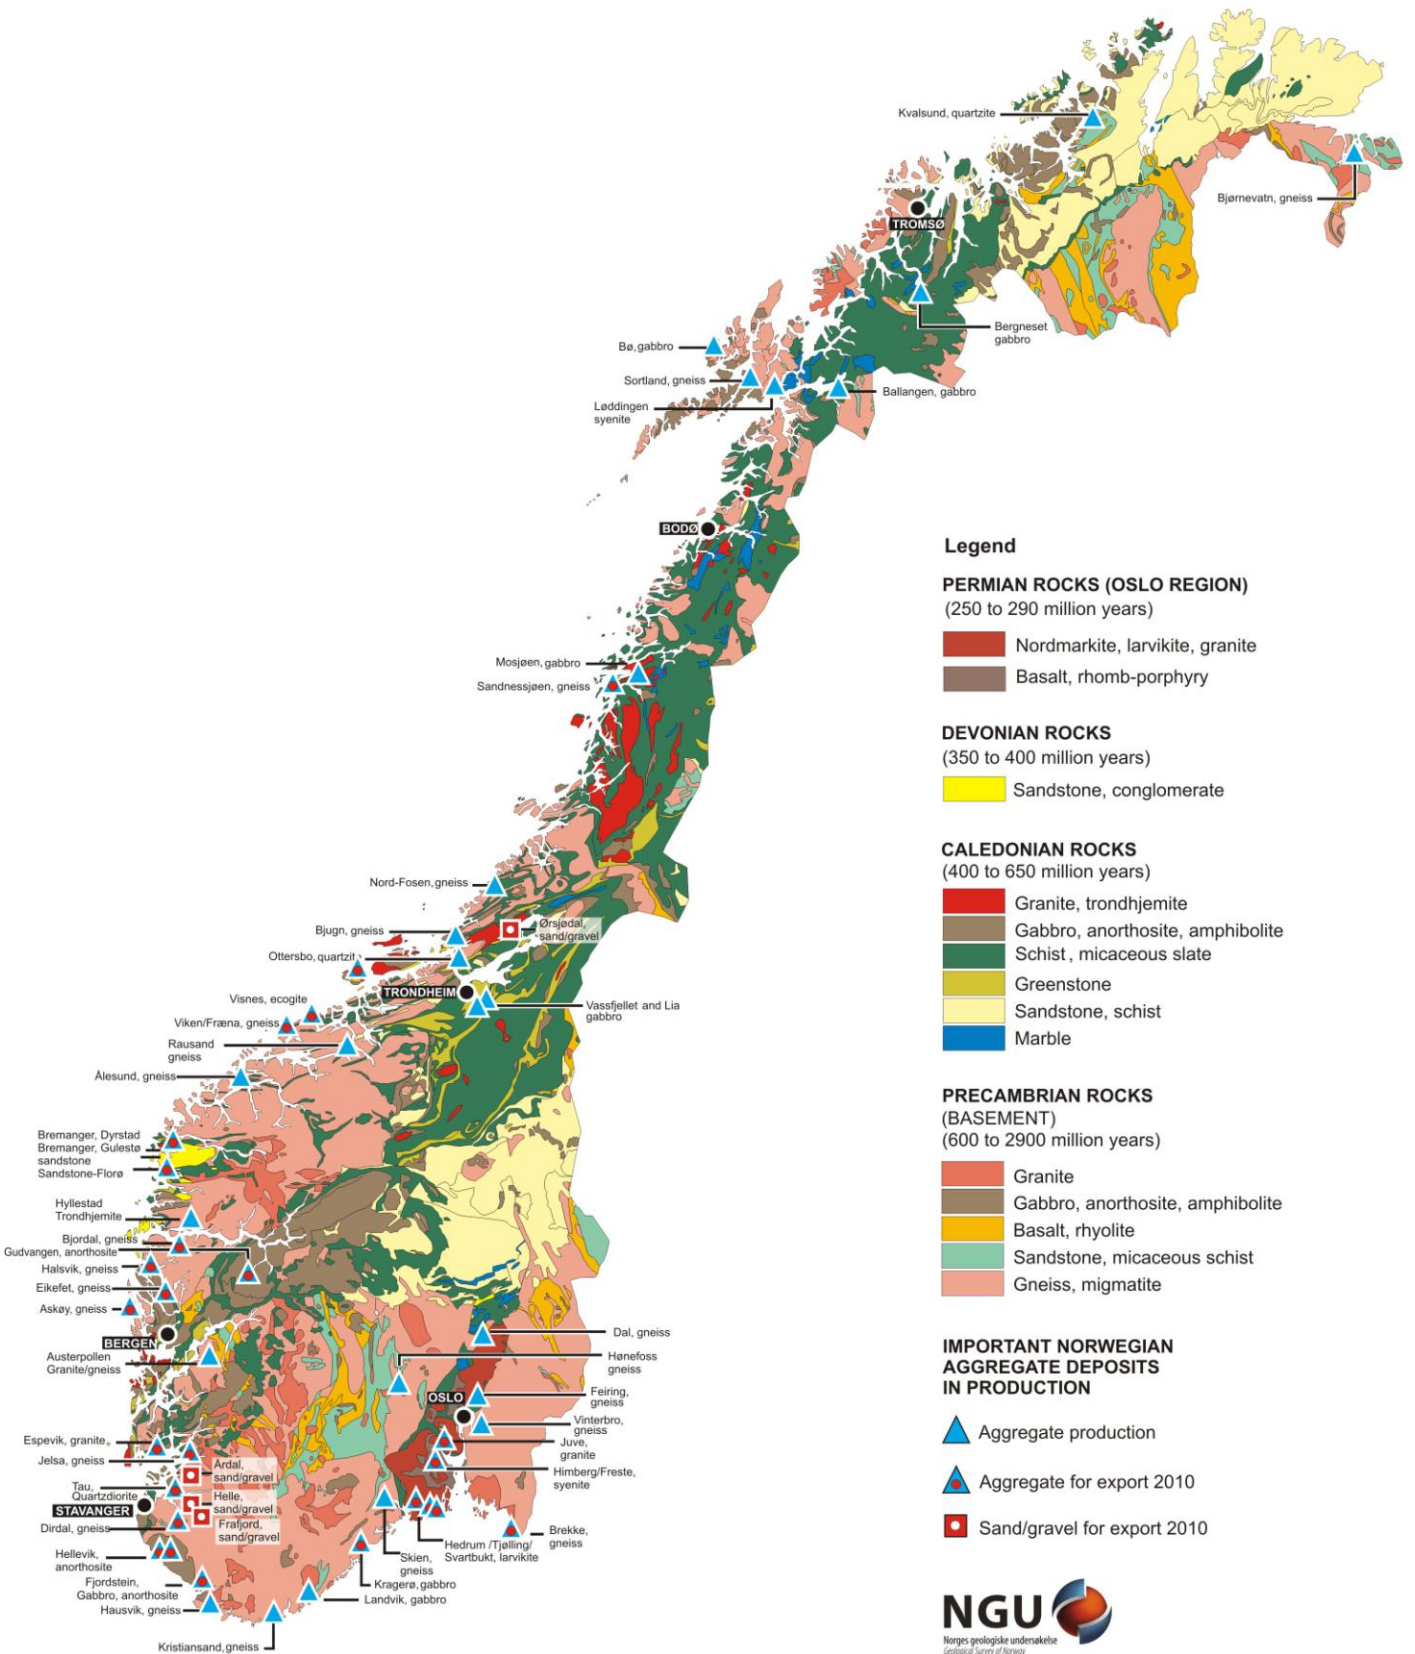 Kvalsund, quartzite
Bjørnevatn, gneiss
TROMSØ
Bergneset
gabbro
Bø, gabbro
Sortland, gneiss
Løddingen
syenite
Ballangen, gabbro
BODØ
Mosjøen, gabbro
Sandnessjøen, gneiss
Nord-Fosen, gneiss
Bjugn, gneiss
Ørsjødal,
sand/gravel
Ottersbo, quartzit
TRONDHEIM
Visnes, ecogite
Viken/Fræna, gneiss
Vassfjellet and Lia
gabbro
Rausand
gneiss
Ålesund, gneiss
Bremanger, Dyrstad
Bremanger, Gulestø
sandstone
Sandstone-Florø
Hyllestad
Trondhjemite
Bjordal, gneiss
Gudvangen, anorthosite
Halsvik, gneiss
Eikefet, gneiss
Askøy, gneiss
BERGEN
Austerpollen
Granite/gneiss
Dal, gneiss
Hønefoss
gneiss
OSLO
Feiring,
gneiss
Vinterbro,
gneiss
Juve,
granite
Himberg/Freste,
syenite
Espevik, granite
Jelsa, gneiss
Årdal,
sand/gravel
Tau,
Quartzdiorite
Helle,
sand/gravel
STAVANGER
Frafjord,
sand/gravel
Dirdal, gneiss
Hellevik,
anorthosite
Fjordstein,
Gabbro, anorthosite
Hausvik, gneiss
Kristiansand, gneiss
Landvik, gabbro
Kragerø, gabbro
Skien,
gneiss
Hedrum /Tjølling/
Svartbukt, larvikite
Brekke,
gneiss
Legend
PERMIAN ROCKS (OSLO REGION)
(250 to 290 million years)
Nordmarkite, larvikite, granite
Basalt, rhomb-porphyry
DEVONIAN ROCKS
(350 to 400 million years)
Sandstone, conglomerate
CALEDONIAN ROCKS
(400 to 650 million years)
Granite, trondhjemite
Gabbro, anorthosite, amphibolite
Schist , micaceous slate
Greenstone
Sandstone, schist
Marble
PRECAMBRIAN ROCKS
(BASEMENT)
(600 to 2900 million years)
Granite
Gabbro, anorthosite, amphibolite
Basalt, rhyolite
Sandstone, micaceous schist
Gneiss, migmatite
IMPORTANT NORWEGIAN
AGGREGATE DEPOSITS
IN PRODUCTION
Aggregate production
Aggregate for export 2010
Sand/gravel for export 2010
NGU
Norges geologiske undersøkelse
Geological Survey of Norway